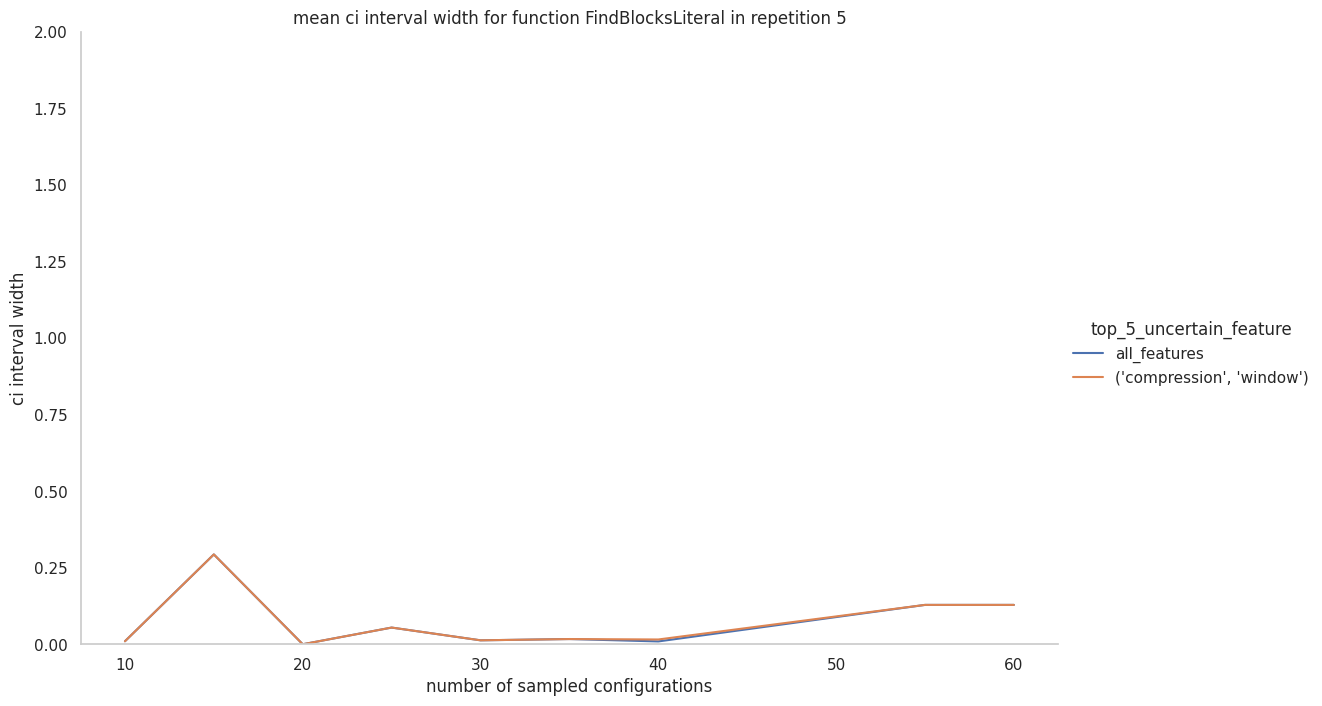 mean ci interval width for function FindBlocksLiteral in repetition 5
2.00
1.75
1.50
1.25
1.00
0.75
0.50
0.25
0.00
ci interval width
10
20
30
40
50
60
number of sampled configurations
top_5_uncertain_feature
all_features
('compression', 'window')